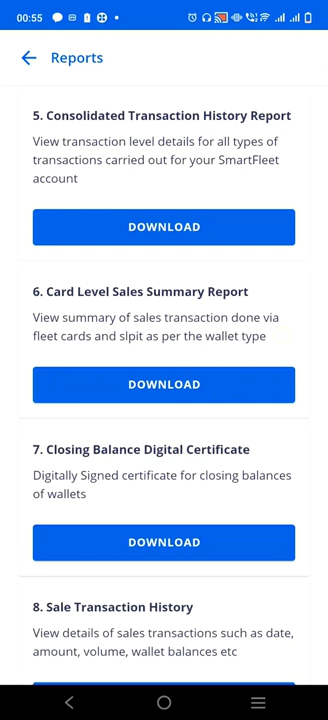 00:55
Reports
5. Consolidated Transaction History Report
View transaction level details for all types of
transactions carried out for your SmartFleet
account
DOWNLOAD
6. Card Level Sales Summary Report
View summary of sales transaction done via
fleet cards and slpit as per the wallet type
DOWNLOAD
7. Closing Balance Digital Certificate
Digitally Signed certificate for closing balances
of wallets
DOWNLOAD
8. Sale Transaction History
View details of sales transactions such as date,
amount, volume, wallet balances etc